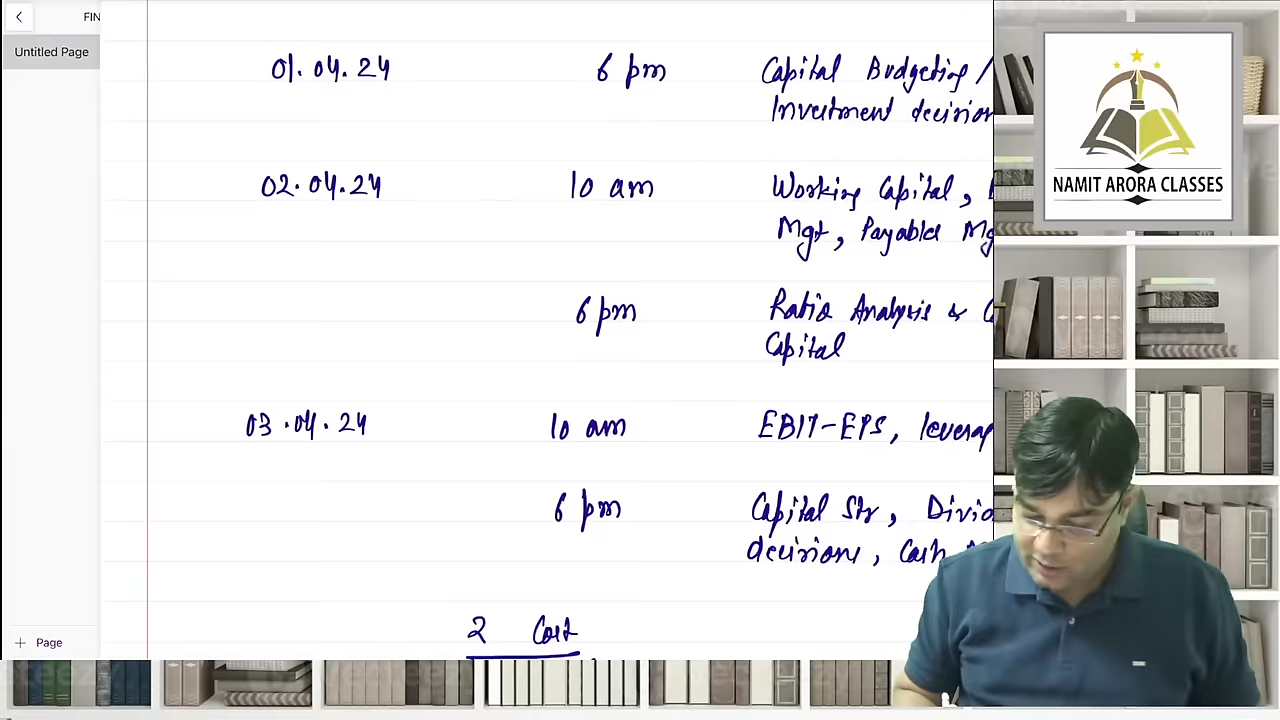 FIN
Untitled Page
01.04.24 6 pm Capital Budgeting /
Investment decision
02.04.24 10 am Working Capital,
Mgt, Payable Mg
6 pm Ratio Analysis &
Capital
03.04.24 10 am EBIT-EPS, leverag
6 pm Capital Str, Divid
decisions, Cash
2 Cost
+ Page
NAMIT ARORA CLASSES